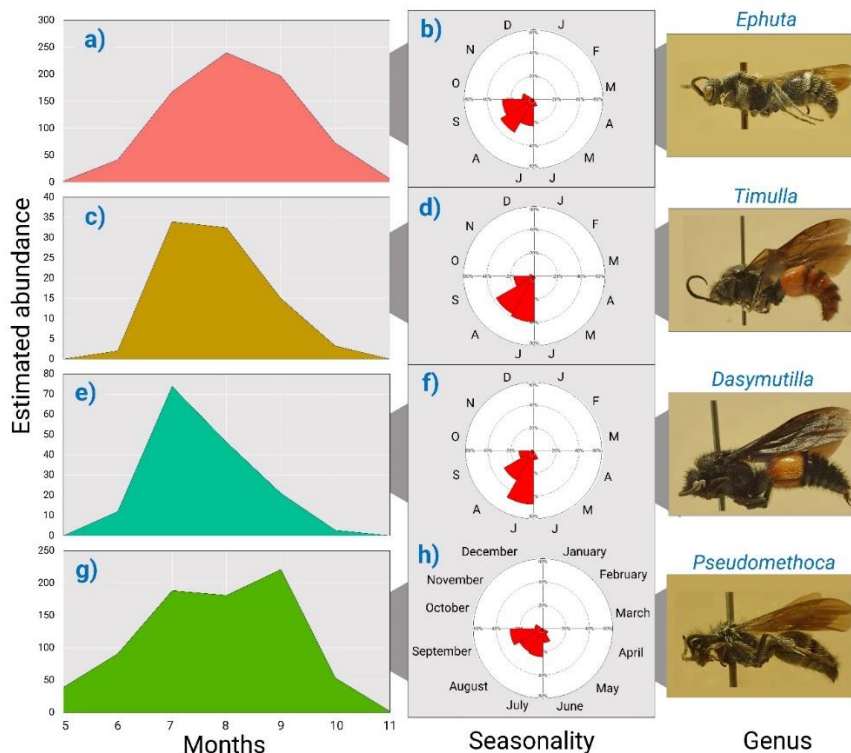 a)
300
250
200
150
100
50
0
b)
D J
N F
O M
S A
A M
J J
Ephuta
c)
40
35
30
25
20
15
10
5
0
d)
D J
N F
O M
S A
A M
J J
Timulla
Estimated abundance
e)
80
70
60
50
40
30
20
10
0
f)
D J
N F
O M
S A
A M
J J
Dasymutilla
g)
250
200
150
100
50
0
5 6 7 8 9 10 11
h)
December January
November February
October March
September April
August May
July June
Pseudomethoca
Months Seasonality Genus